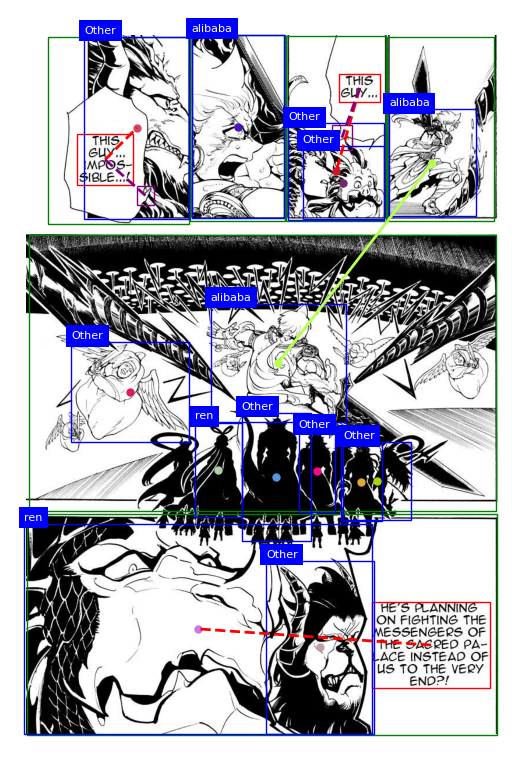 Other
alibaba
THIS
GUY...
alibaba
Other
Other
THIS
GUY...
IMPOS-
SIBLE...!
alibaba
Other
ren
Other
Other
Other
ren
Other
HE'S PLANNING
ON FIGHTING THE
MESSENGERS OF
THE SACRED PA-
LACE INSTEAD OF
US TO THE VERY
END?!